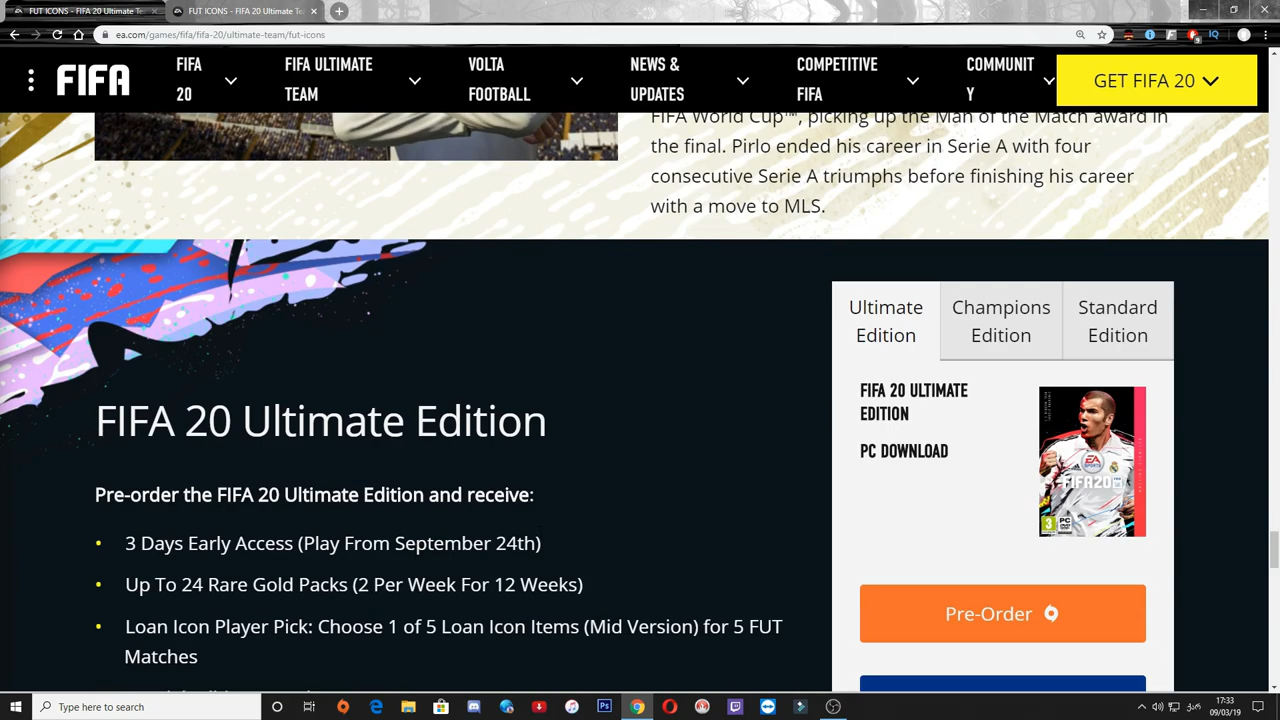 FUT ICONS - FIFA 20 Ultimate Te
FUT ICONS - FIFA 20 Ultimate Te
ea.com/games/fifa/fifa-20/ultimate-team/fut-icons
FIFA
FIFA 20
FIFA ULTIMATE TEAM
VOLTA FOOTBALL
NEWS & UPDATES
COMPETITIVE FIFA
COMMUNIT
Y
GET FIFA 20
FIFA World Cup™, picking up the Man of the Match award in
the final. Pirlo ended his career in Serie A with four
consecutive Serie A triumphs before finishing his career
with a move to MLS.
Ultimate Edition
Champions Edition
Standard Edition
FIFA 20 ULTIMATE
EDITION
PC DOWNLOAD
EA SPORTS
FIFA20
3
PC
FIFA 20 Ultimate Edition
Pre-order the FIFA 20 Ultimate Edition and receive:
• 3 Days Early Access (Play From September 24th)
• Up To 24 Rare Gold Packs (2 Per Week For 12 Weeks)
• Loan Icon Player Pick: Choose 1 of 5 Loan Icon Items (Mid Version) for 5 FUT
Matches
Pre-Order
Type here to search
17:33
09/03/19